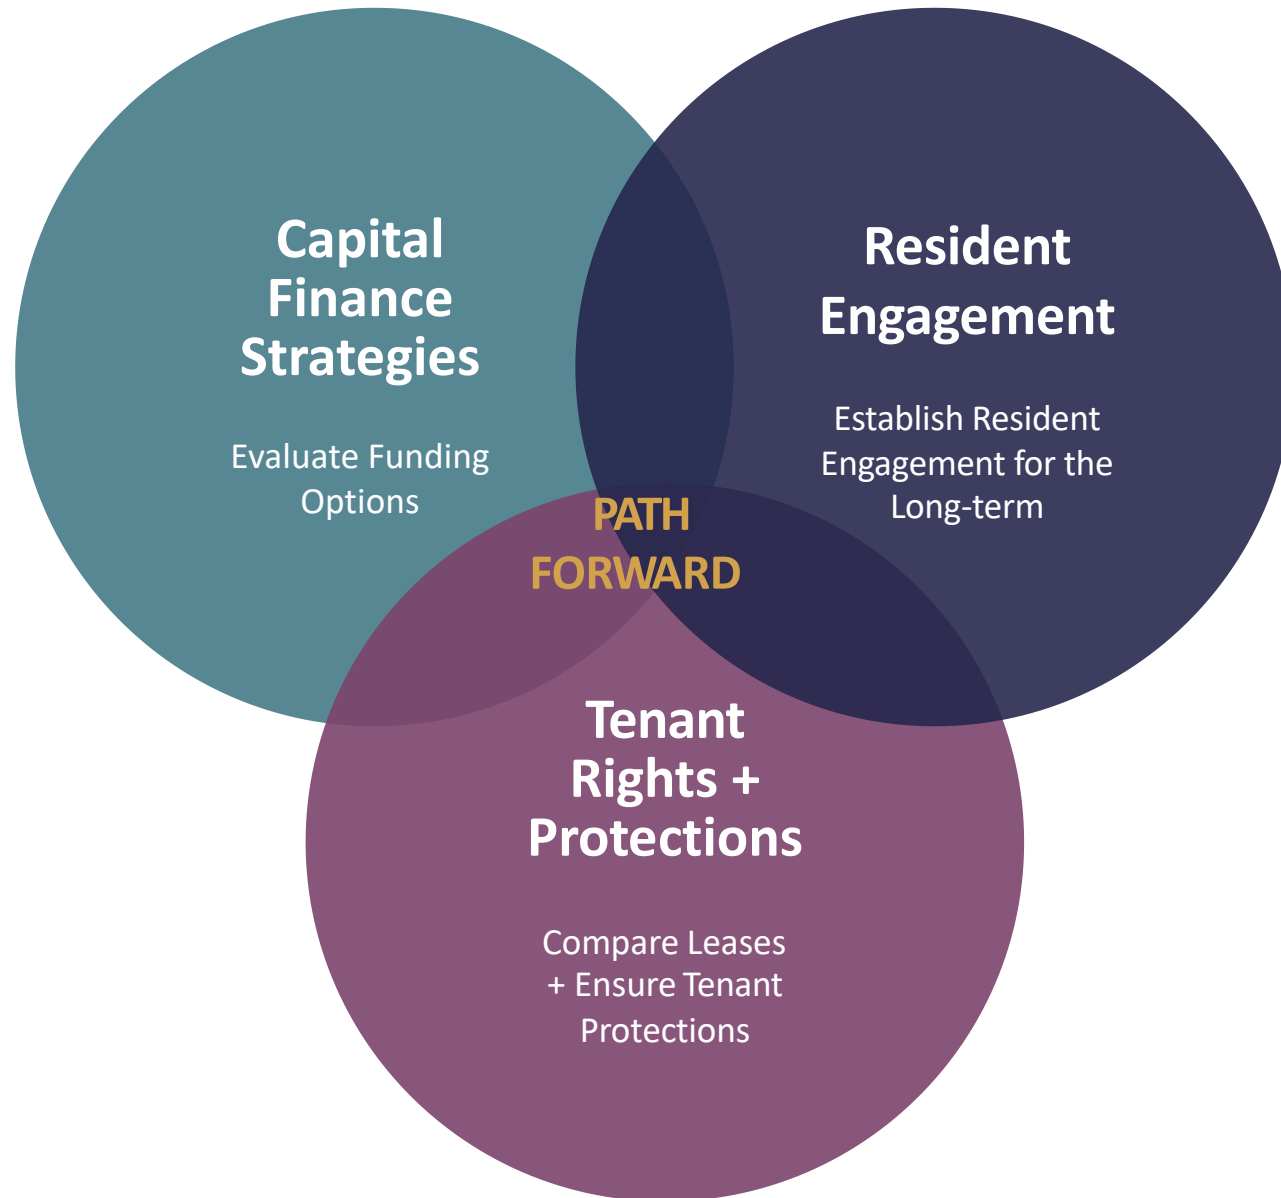 Capital
Finance
Strategies
Evaluate Funding
Options
Resident
Engagement
Establish Resident
Engagement for the
Long-term
PATH
FORWARD
Tenant
Rights +
Protections
Compare Leases
+ Ensure Tenant
Protections